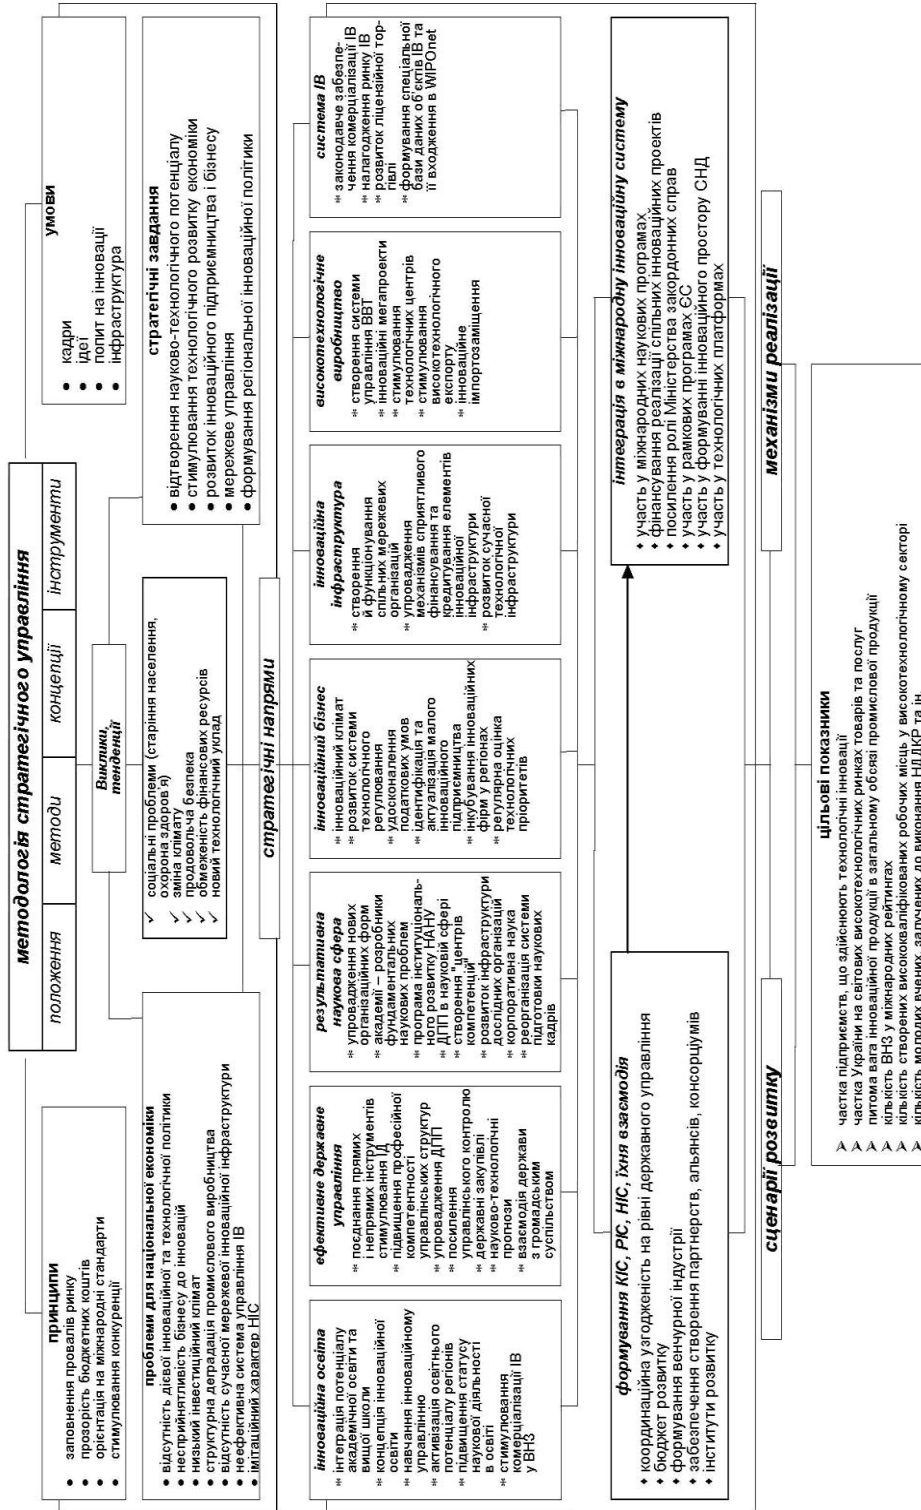 методологія стратегічного управління
положення
методи
концепції
інструменти
принципи
● заповнення провалів ринку
● прозорість бюджетних коштів
● орієнтація на міжнародні стандарти
● стимулювання конкуренції
умови
● кадри
● ідеї
● попит на інновації
● інфраструктура
Виклики,
тенденції
проблеми для національної економіки
● відсутність дієвої інноваційної та технологічної політики
● несприйнятливість бізнесу до інновацій
● низький інвестиційний клімат
● структурна деградація промислового виробництва
● відсутність сучасної мережевої інноваційної інфраструктури
● неефективна система управління ІВ
● імітаційний характер НІС
✓ соціальні проблеми (старіння населення,
охорона здоров'я)
✓ зміна клімату
✓ продовольча безпека
✓ обмеженість фінансових ресурсів
✓ новий технологічний уклад
стратегічні завдання
● відтворення науково-технологічного потенціалу
● стимулювання технологічного розвитку економіки
● розвиток інноваційного підприємництва і бізнесу
● мережеве управління
● формування регіональної інноваційної політики
стратегічні напрями
інноваційна освіта
* інтеграція потенціалу
академічної освіти та
вищої школи
* концепція інноваційної
освіти
* навчання інноваційному
управлінню
* активізація освітнього
потенціалу регіонів
* підвищення статусу
наукової діяльності
в освіті
* стимулювання
комерціалізації ІВ
у ВНЗ
ефективне державне
управління
* поєднання прямих
і непрямих інструментів
стимулювання ІД
* підвищення професійної
компетентності
управлінських структур
* упровадження ДПП
* посилення
управлінського контролю
* державні закупівлі
* науково-технологічні
прогнози
* взаємодія держави
з громадським
суспільством
результативна
наукова сфера
* упровадження нових
організаційних форм
* академії – розробники
фундаментальних
наукових проблем
* програма інституціональ-
ного розвитку НАНУ
* ДПП в науковій сфері
* створення "центрів
компетенцій"
* розвиток інфраструктури
дослідних організацій
* корпоративна наука
* реорганізація системи
підготовки наукових
кадрів
інноваційний бізнес
* інноваційний клімат
* розвиток системи
технологічного
регулювання
* удосконалення
податкових умов
* ідентифікація та
актуалізація малого
інноваційного
підприємництва
* інкубування інноваційних
фірм у регіонах
* регулярна оцінка
технологічних
пріоритетів
інноваційна
інфраструктура
* створення
й функціонування
спільних мережевих
організацій
* упровадження
механізмів сприятливого
фінансування та
кредитування елементів
інноваційної
інфраструктури
* розвиток сучасної
технологічної
інфраструктури
високотехнологічне
виробництво
* створення системи
управління ВВТ
* інноваційні мегапроекти
* стимулювання
технологічних центрів
* стимулювання
високотехнологічного
експорту
* інноваційне
імпортозаміщення
система ІВ
* законодавче забезпе-
чення комерціалізації ІВ
* налагодження ринку ІВ
* розвиток ліцензійної тор-
гівлі
* формування спеціальної
бази даних об'єктів ІВ та
її входження в WIPOnet
формування КІС, РІС, НІС, їхня взаємодія
♦ координаційна узгодженість на рівні державного управління
♦ бюджет розвитку
♦ формування венчурної індустрії
♦ забезпечення створення партнерств, альянсів, консорціумів
♦ інститути розвитку
інтеграція в міжнародну інноваційну систему
♦ участь у міжнародних наукових програмах
♦ фінансування реалізації спільних інноваційних проектів
♦ посилення ролі Міністерства закордонних справ
♦ участь у рамкових програмах ЄС
♦ участь у формуванні інноваційного простору СНД
♦ участь у технологічних платформах
сценарії розвитку
механізми реалізації
цільові показники
➢ частка підприємств, що здійснюють технологічні інновації
➢ частка України на світових високотехнологічних ринках товарів та послуг
➢ питома вага інноваційної продукції в загальному обсязі промислової продукції
➢ кількість ВНЗ у міжнародних рейтингах
➢ кількість створених висококваліфікованих робочих місць у високотехнологічному секторі
➢ кількість молодих вчених, залучених до виконання НДДКР та ін.